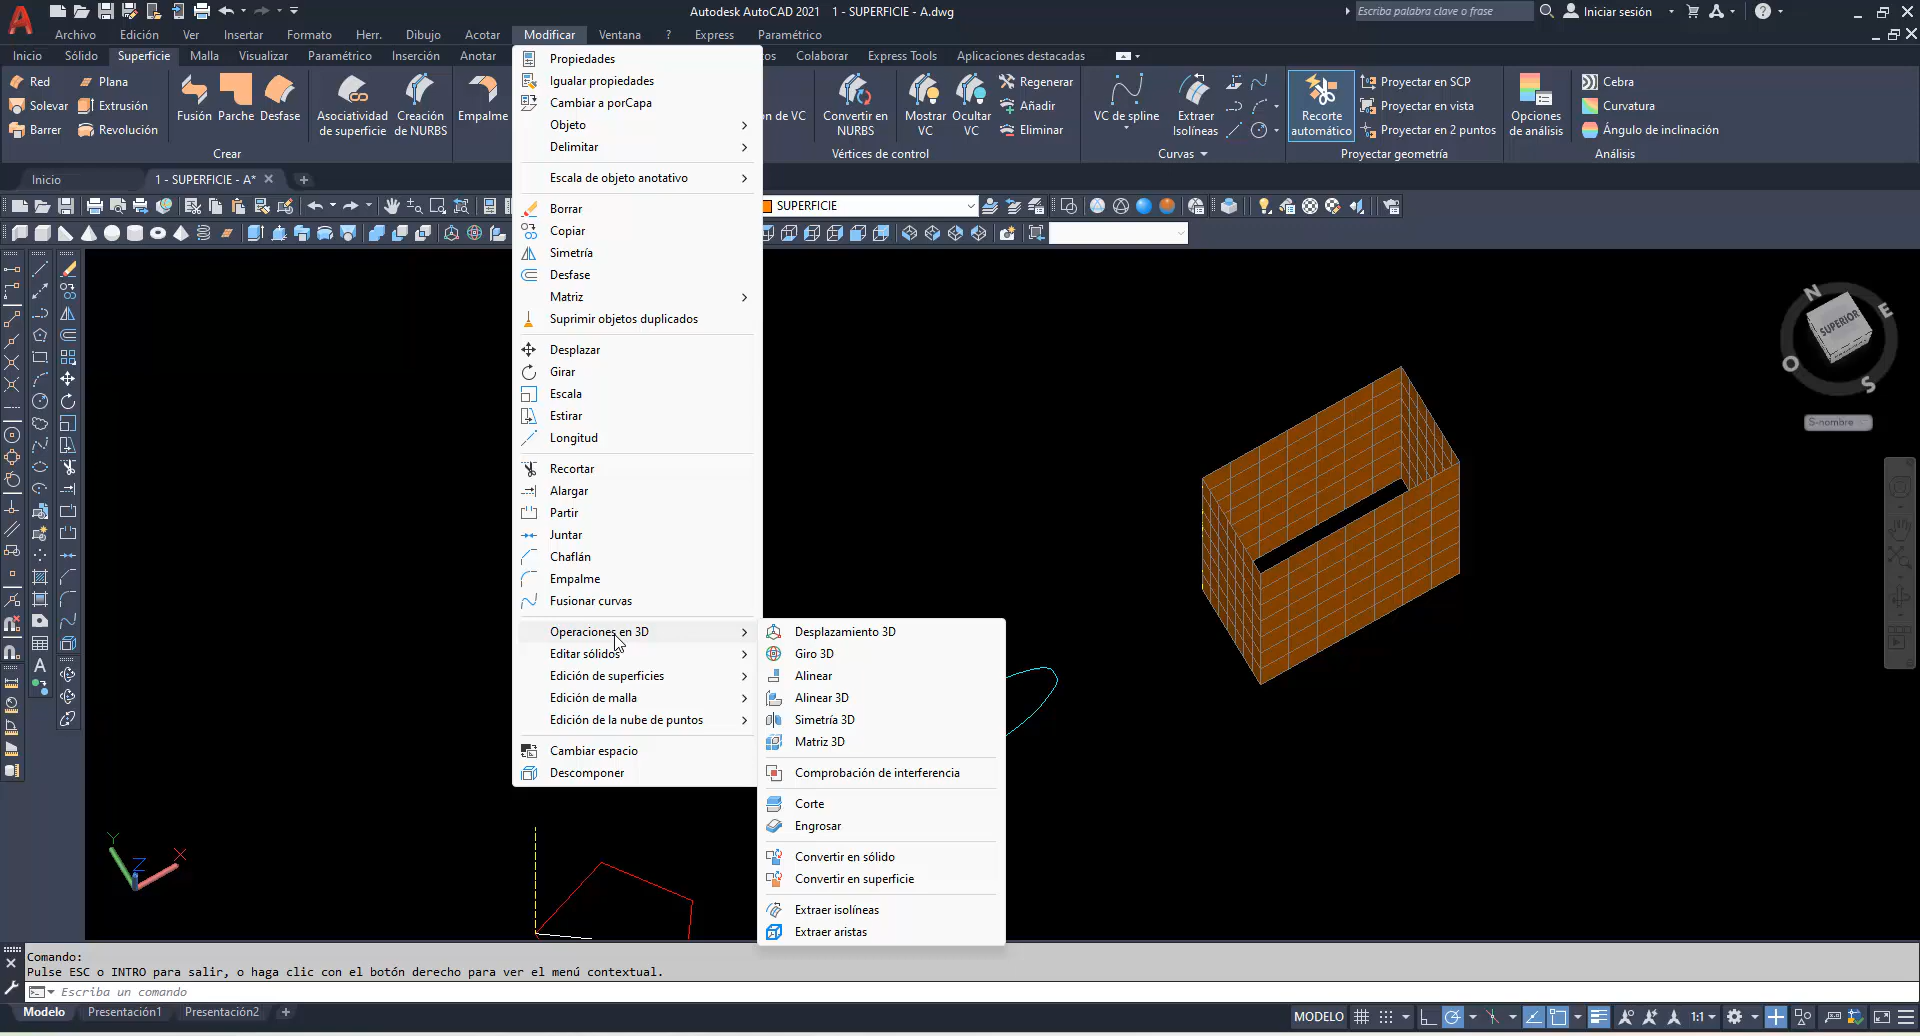 Autodesk AutoCAD 2021 1 - SUPERFICIE - A.dwg
Escriba palabra clave o frase
Iniciar sesión
Archivo Edición Ver Insertar Formato Herr. Dibujo Acotar Modificar Ventana ? Express Paramétrico
Inicio Sólido Superficie Malla Visualizar Paramétrico Inserción Anotar
Colaborar Express Tools Aplicaciones destacadas
Red
Solevar
Barrer
Plana
Extrusión
Revolución
Fusión Parche Desfase
Asociatividad de superficie
Creación de NURBS
Empalme
Crear
Convertir en NURBS
Mostrar VC
Ocultar VC
Regenerar
Añadir
Eliminar
Vértices de control
VC de spline
Extraer Isolíneas
Curvas
Recorte automático
Proyectar en SCP
Proyectar en vista
Proyectar en 2 puntos
Proyectar geometría
Opciones de análisis
Cebra
Curvatura
Ángulo de inclinación
Análisis
Inicio
1 - SUPERFICIE - A*
SUPERFICIE
Propiedades
Igualar propiedades
Cambiar a porCapa
Objeto
Delimitar
Escala de objeto anotativo
Borrar
Copiar
Simetría
Desfase
Matriz
Suprimir objetos duplicados
Desplazar
Girar
Escala
Estirar
Longitud
Recortar
Alargar
Partir
Juntar
Chaflán
Empalme
Fusionar curvas
Operaciones en 3D
Editar sólidos
Edición de superficies
Edición de malla
Edición de la nube de puntos
Cambiar espacio
Descomponer
Desplazamiento 3D
Giro 3D
Alinear
Alinear 3D
Simetría 3D
Matriz 3D
Comprobación de interferencia
Corte
Engrosar
Convertir en sólido
Convertir en superficie
Extraer isolíneas
Extraer aristas
N
E
SUPERIOR
O
S
S-nombre
Y
Z
X
Comando:
Pulse ESC o INTRO para salir, o haga clic con el botón derecho para ver el menú contextual.
Escriba un comando
Modelo Presentación1 Presentación2
MODELO
1:1